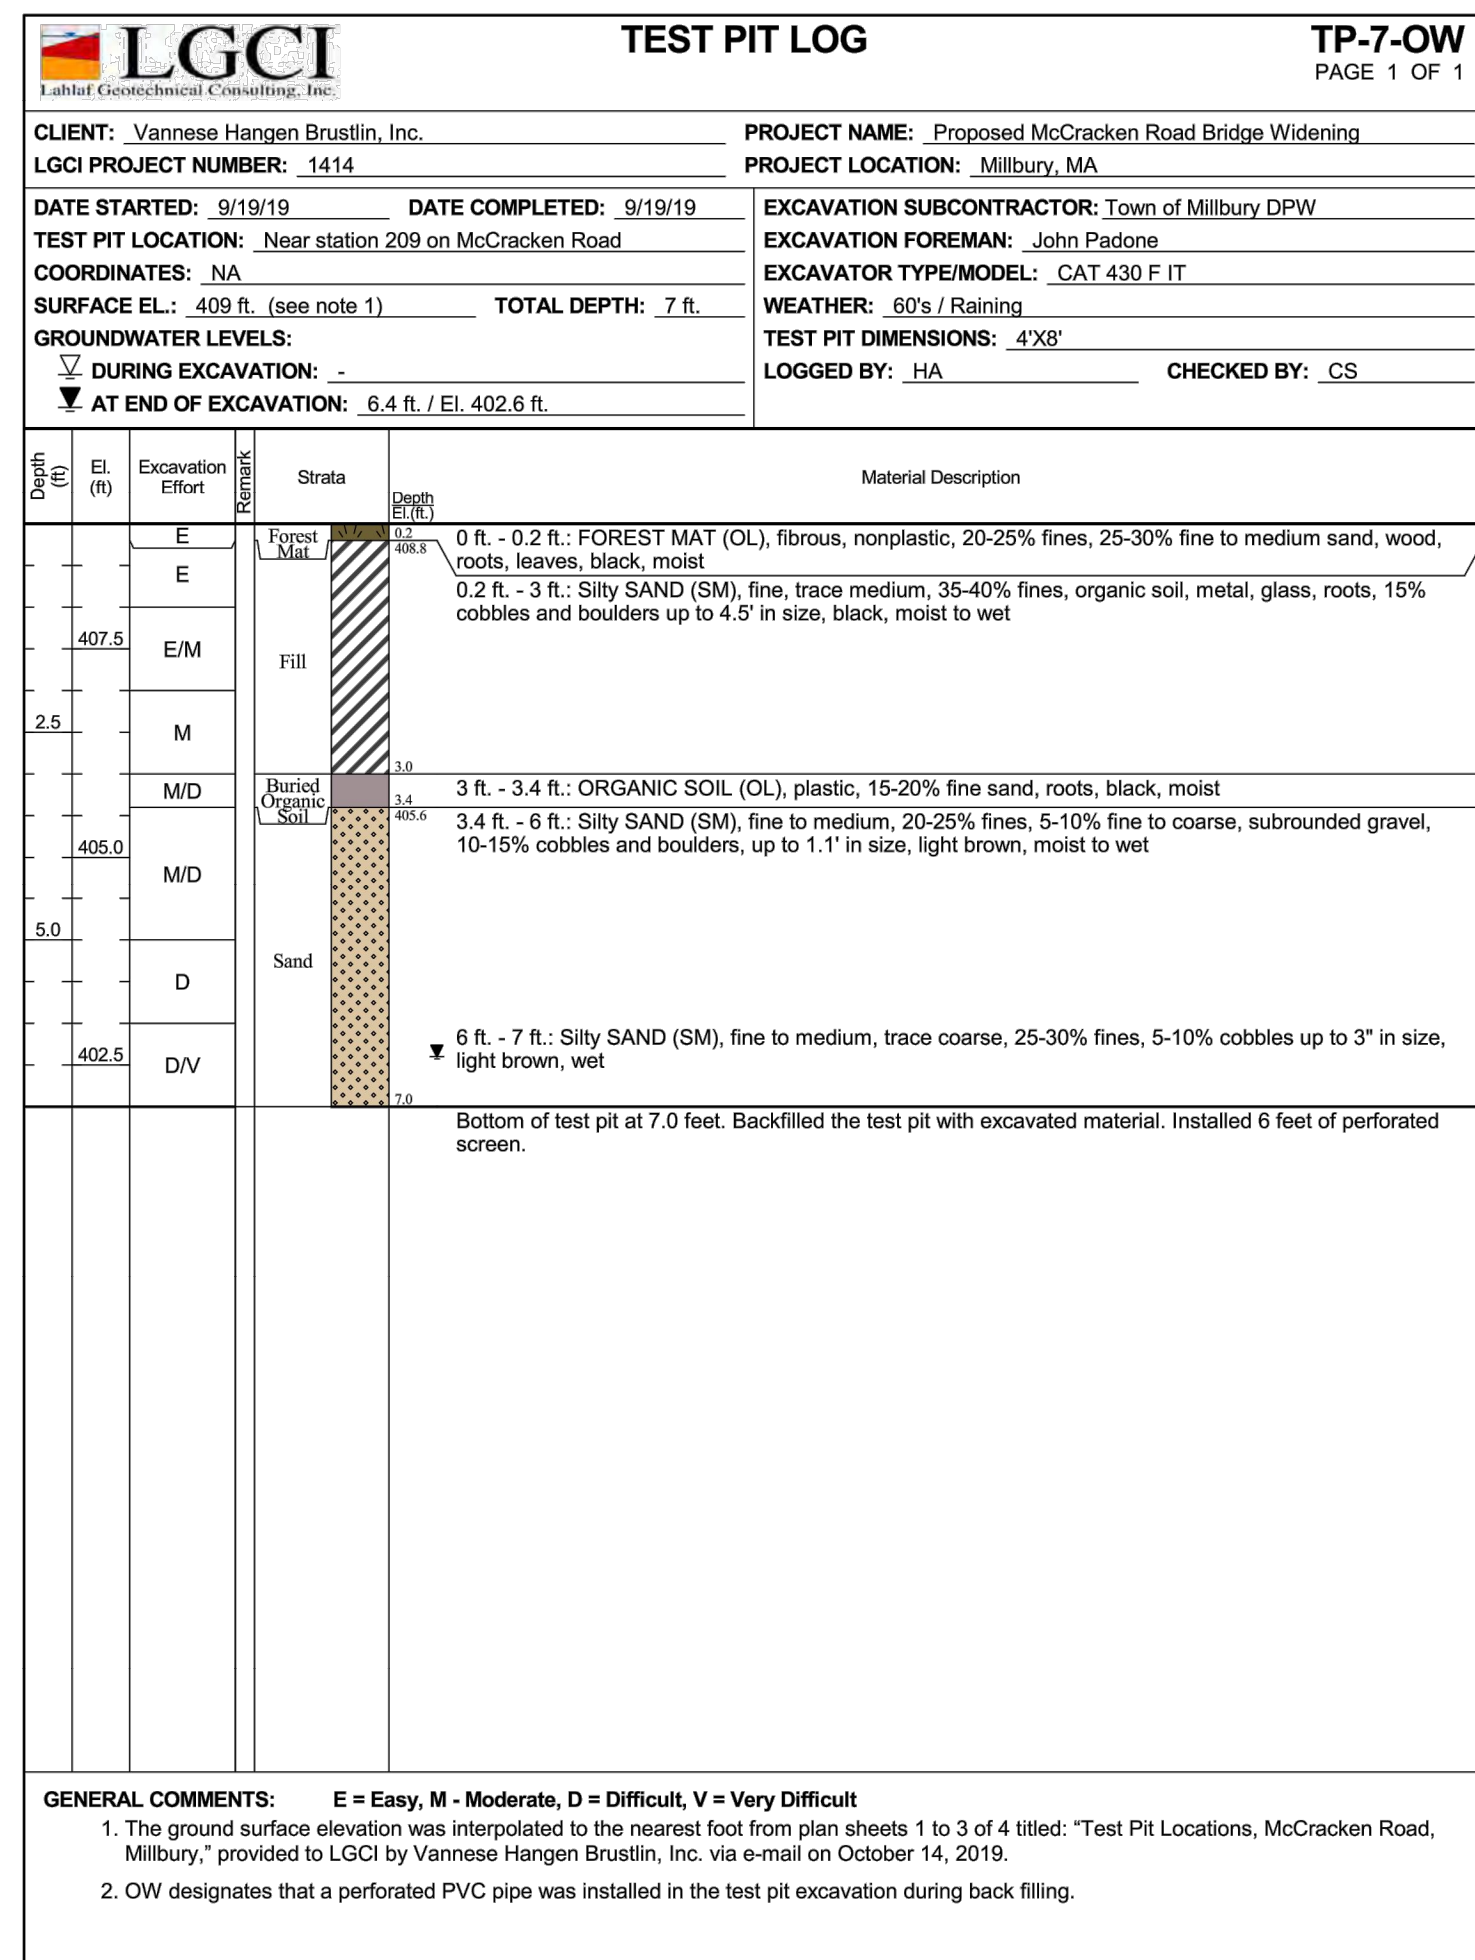 LGCI
Lahlaf Geotechnical Consulting, Inc.
TEST PIT LOG
TP-7-OW
PAGE 1 OF 1
CLIENT: Vannese Hangen Brustlin, Inc.
PROJECT NAME: Proposed McCracken Road Bridge Widening
LGCI PROJECT NUMBER: 1414
PROJECT LOCATION: Millbury, MA
DATE STARTED: 9/19/19 DATE COMPLETED: 9/19/19
TEST PIT LOCATION: Near station 209 on McCracken Road
COORDINATES: NA
SURFACE EL.: 409 ft. (see note 1) TOTAL DEPTH: 7 ft.
GROUNDWATER LEVELS:
DURING EXCAVATION: -
AT END OF EXCAVATION: 6.4 ft. / El. 402.6 ft.
EXCAVATION SUBCONTRACTOR: Town of Millbury DPW
EXCAVATION FOREMAN: John Padone
EXCAVATOR TYPE/MODEL: CAT 430 F IT
WEATHER: 60's / Raining
TEST PIT DIMENSIONS: 4'X8'
LOGGED BY: HA CHECKED BY: CS
Depth
(ft)
El.
(ft)
Excavation
Effort
Remark
Strata
Depth
El.(ft.)
Material Description
E
Forest
Mat
0.2
408.8
0 ft. - 0.2 ft.: FOREST MAT (OL), fibrous, nonplastic, 20-25% fines, 25-30% fine to medium sand, wood,
roots, leaves, black, moist
E
0.2 ft. - 3 ft.: Silty SAND (SM), fine, trace medium, 35-40% fines, organic soil, metal, glass, roots, 15%
cobbles and boulders up to 4.5' in size, black, moist to wet
407.5
E/M
Fill
2.5
M
3.0
M/D
Buried
Organic
Soil
3.4
405.6
3 ft. - 3.4 ft.: ORGANIC SOIL (OL), plastic, 15-20% fine sand, roots, black, moist
3.4 ft. - 6 ft.: Silty SAND (SM), fine to medium, 20-25% fines, 5-10% fine to coarse, subrounded gravel,
10-15% cobbles and boulders, up to 1.1' in size, light brown, moist to wet
405.0
M/D
5.0
Sand
D
6 ft. - 7 ft.: Silty SAND (SM), fine to medium, trace coarse, 25-30% fines, 5-10% cobbles up to 3" in size,
light brown, wet
402.5
D/V
7.0
Bottom of test pit at 7.0 feet. Backfilled the test pit with excavated material. Installed 6 feet of perforated
screen.
GENERAL COMMENTS: E = Easy, M - Moderate, D = Difficult, V = Very Difficult
1. The ground surface elevation was interpolated to the nearest foot from plan sheets 1 to 3 of 4 titled: “Test Pit Locations, McCracken Road,
Millbury,” provided to LGCI by Vannese Hangen Brustlin, Inc. via e-mail on October 14, 2019.
2. OW designates that a perforated PVC pipe was installed in the test pit excavation during back filling.